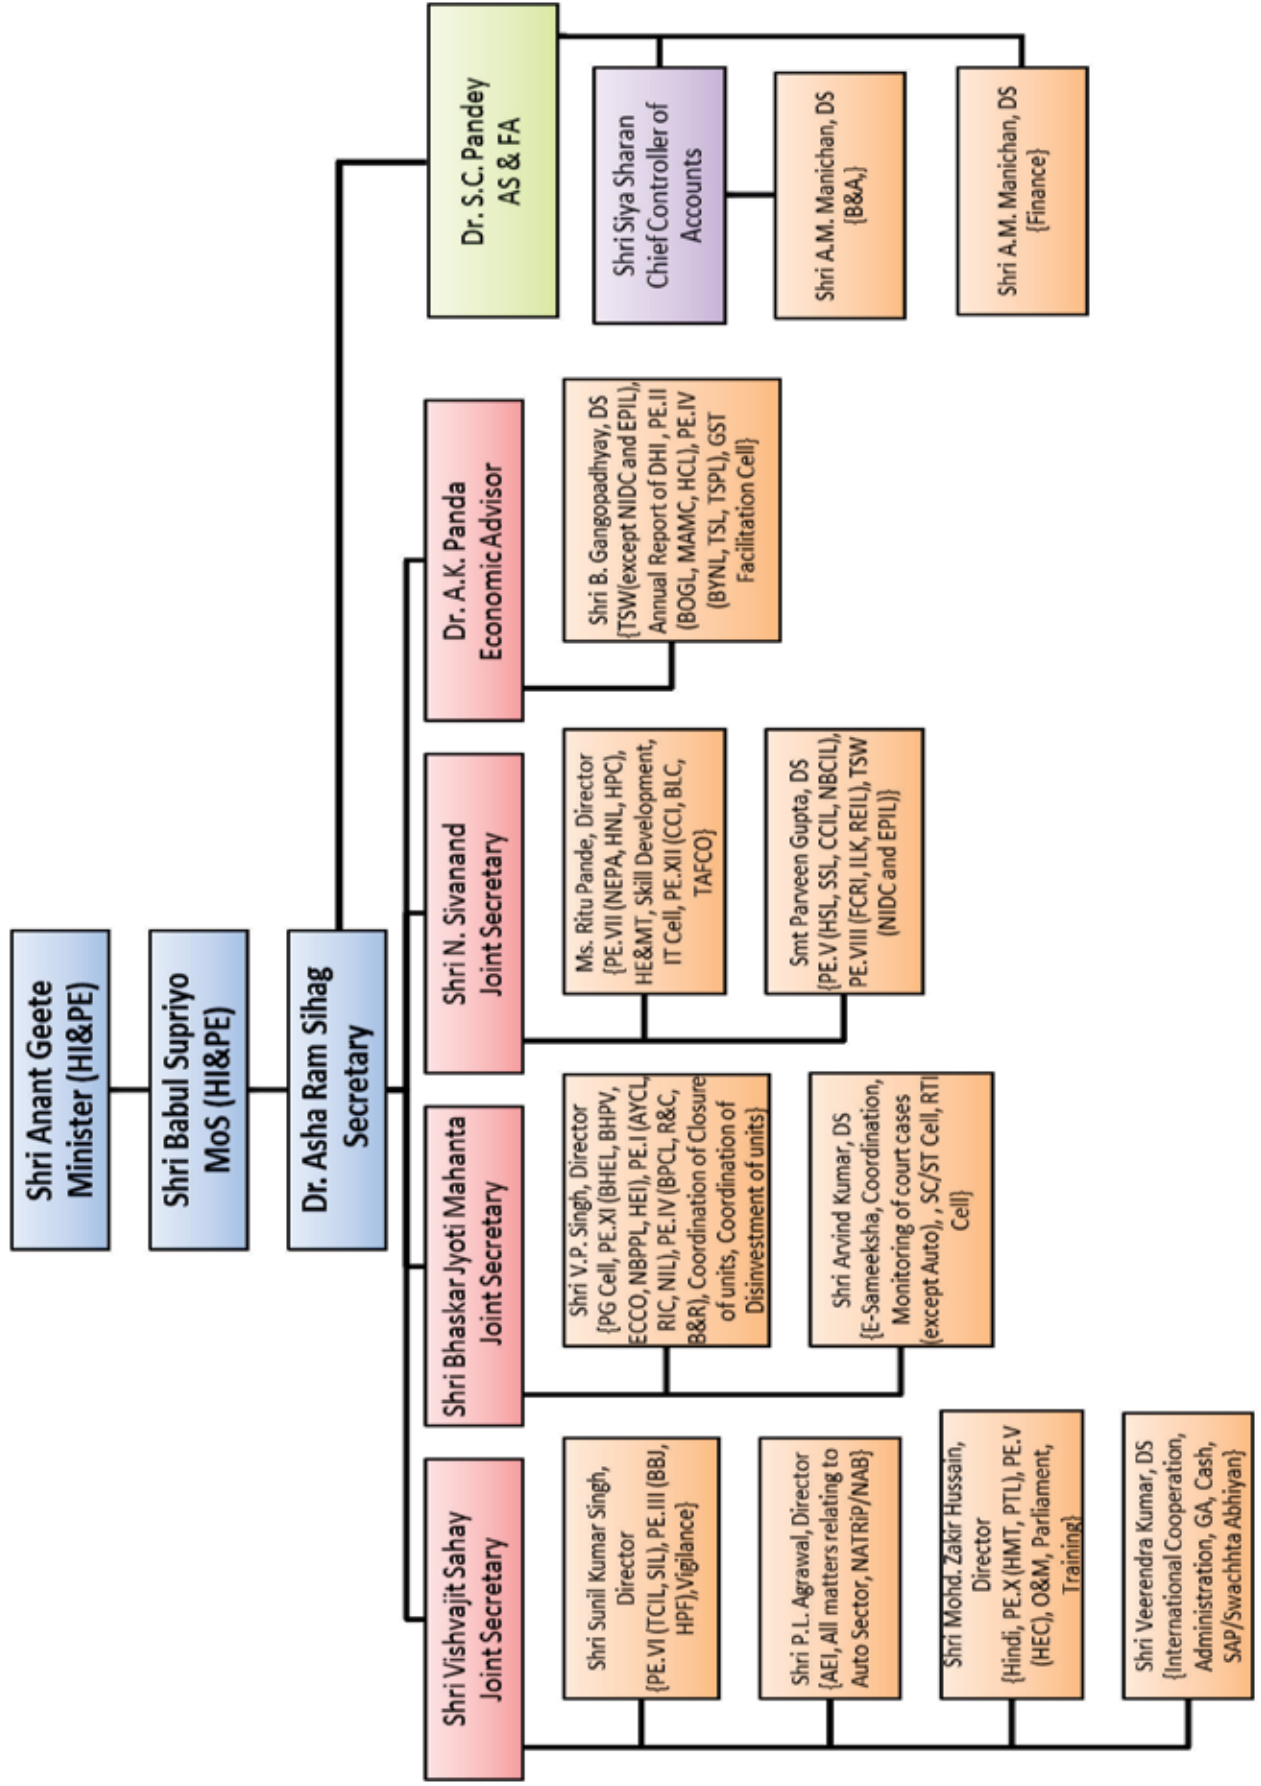 Shri Anant Geete
Minister (HI&PE)
Shri Babul Supriyo
MoS (HI&PE)
Dr. Asha Ram Sihag
Secretary
Shri Vishvajit Sahay
Joint Secretary
Shri Sunil Kumar Singh,
Director
{PE.VI (TCIL, SIL), PE.III (BBJ,
HPF),Vigilance}
Shri P.L. Agrawal, Director
{AEI, All matters relating to
Auto Sector, NATRiP/NAB}
Shri Mohd. Zakir Hussain,
Director
{Hindi, PE.X (HMT, PTL), PE.V
(HEC), O&M, Parliament,
Training}
Shri Veerendra Kumar, DS
{International Cooperation,
Administration, GA, Cash,
SAP/Swachhta Abhiyan}
Shri Bhaskar Jyoti Mahanta
Joint Secretary
Shri V.P. Singh, Director
{PG Cell, PE.XI (BHEL, BHPV,
ECCO, NBPPL, HEI), PE.I (AYCL,
RIC, NIL), PE.IV (BPCL, R&C,
B&R), Coordination of Closure
of units, Coordination of
Disinvestment of units}
Shri Arvind Kumar, DS
{E-Sameeksha, Coordination,
Monitoring of court cases
(except Auto), , SC/ST Cell, RTI
Cell}
Shri N. Sivanand
Joint Secretary
Ms. Ritu Pande, Director
{PE.VII (NEPA, HNL, HPC),
HE&MT, Skill Development,
IT Cell, PE.XII (CCI, BLC,
TAFCO}
Smt Parveen Gupta, DS
{PE.V (HSL, SSL, CCIL, NBCIL),
PE.VIII (FCRI, ILK, REIL), TSW
(NIDC and EPIL)}
Dr. A.K. Panda
Economic Advisor
Shri B. Gangopadhyay, DS
{TSW(except NIDC and EPIL),
Annual Report of DHI , PE.II
(BOGL, MAMC, HCL), PE.IV
(BYNL, TSL, TSPL), GST
Facilitation Cell}
Dr. S.C. Pandey
AS & FA
Shri Siya Sharan
Chief Controller of
Accounts
Shri A.M. Manichan, DS
{B&A,}
Shri A.M. Manichan, DS
{Finance}